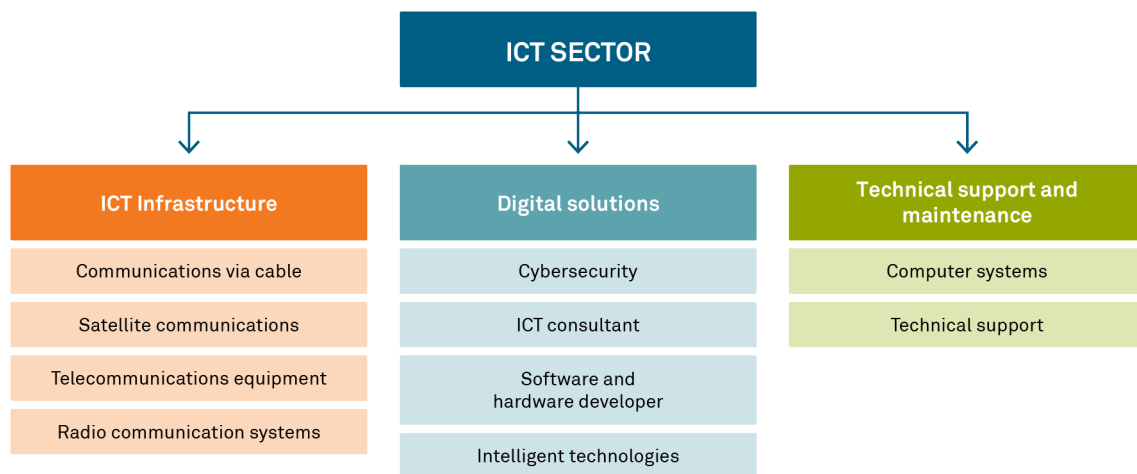 ICT SECTOR
ICT Infrastructure
Communications via cable
Satellite communications
Telecommunications equipment
Radio communication systems
Digital solutions
Cybersecurity
ICT consultant
Software and
hardware developer
Intelligent technologies
Technical support and
maintenance
Computer systems
Technical support